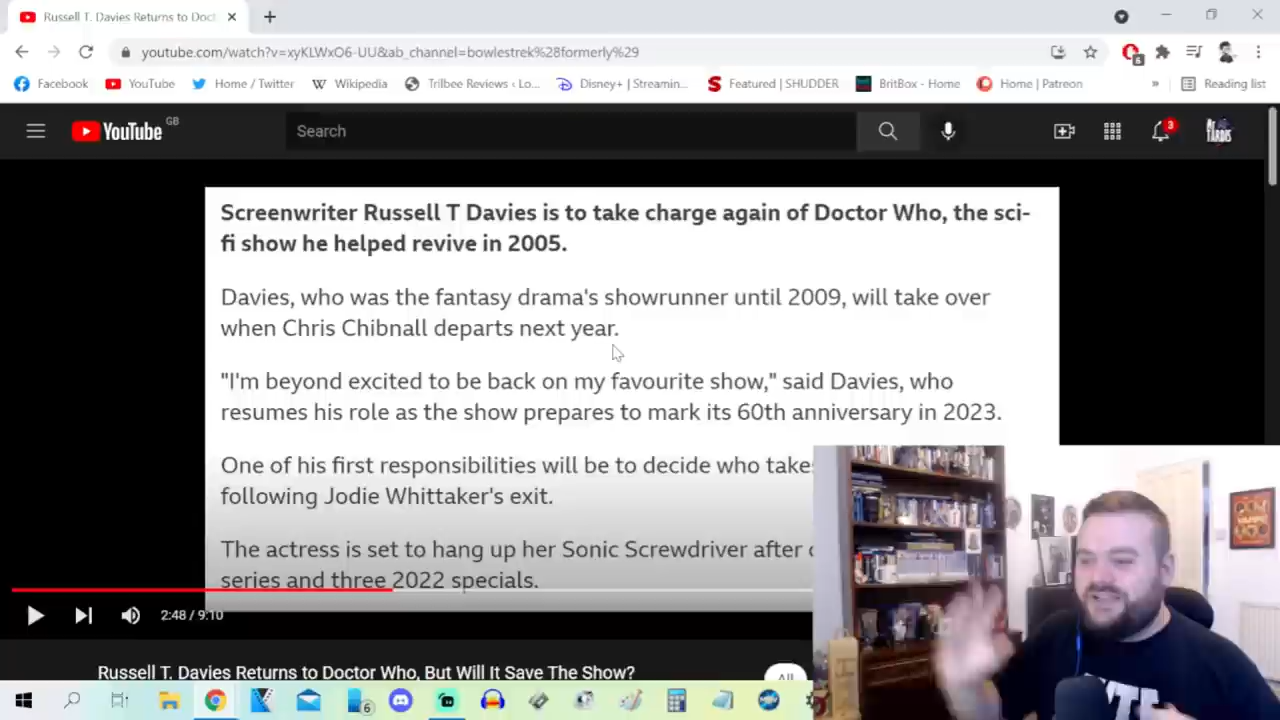 Russell T. Davies Returns to Doct
youtube.com/watch?v=xyKLWxO6-UU&ab_channel=bowlestrek%28formerly%29
6
Facebook YouTube Home / Twitter Wikipedia Trilbee Reviews ‹ Lo... Disney+ | Streamin... Featured | SHUDDER BritBox - Home Home | Patreon » Reading list
YouTube GB Search 3
Screenwriter Russell T Davies is to take charge again of Doctor Who, the sci-
fi show he helped revive in 2005.
Davies, who was the fantasy drama's showrunner until 2009, will take over
when Chris Chibnall departs next year.
"I'm beyond excited to be back on my favourite show," said Davies, who
resumes his role as the show prepares to mark its 60th anniversary in 2023.
One of his first responsibilities will be to decide who takes
following Jodie Whittaker's exit.
The actress is set to hang up her Sonic Screwdriver after
series and three 2022 specials.
2:48 / 9:10
Russell T. Davies Returns to Doctor Who, But Will It Save The Show?
All
6